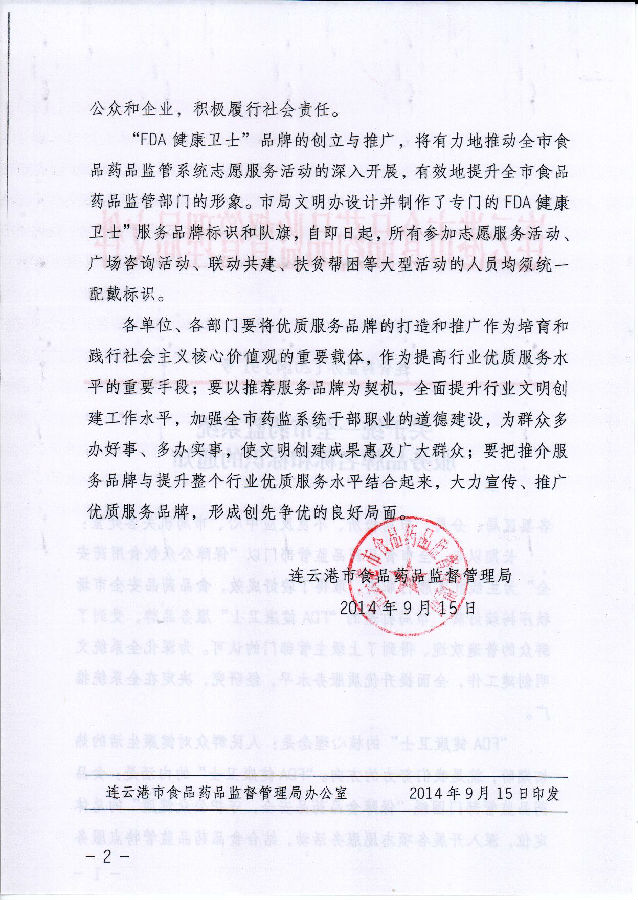 公众和企业，积极履行社会责任。
“FDA 健康卫士”品牌的创立与推广，将有力地推动全市食
品药品监管系统志愿服务活动的深入开展，有效地提升全市食品
药品监管部门的形象。市局文明办设计并制作了专门的 FDA 健康
卫士”服务品牌标识和队旗，自即日起，所有参加志愿服务活动、
广场咨询活动、联动共建、扶贫帮困等大型活动的人员均须统一
配戴标识。
各单位、各部门要将优质服务品牌的打造和推广作为培育和
践行社会主义核心价值观的重要载体，作为提高行业优质服务水
平的重要手段；要以推荐服务品牌为契机，全面提升行业文明创
建工作水平，加强全市药监系统干部职业的道德建设，为群众多
办好事、多办实事，使文明创建成果惠及广大群众；要把推介服
务品牌与提升整个行业优质服务水平结合起来，大力宣传、推广
优质服务品牌，形成创先争优的良好局面。
连云港市食品药品监督管理局
2014 年 9 月 15 日
连云港市食品药品监督管理局办公室 2014 年 9 月 15 日印发
- 2 -